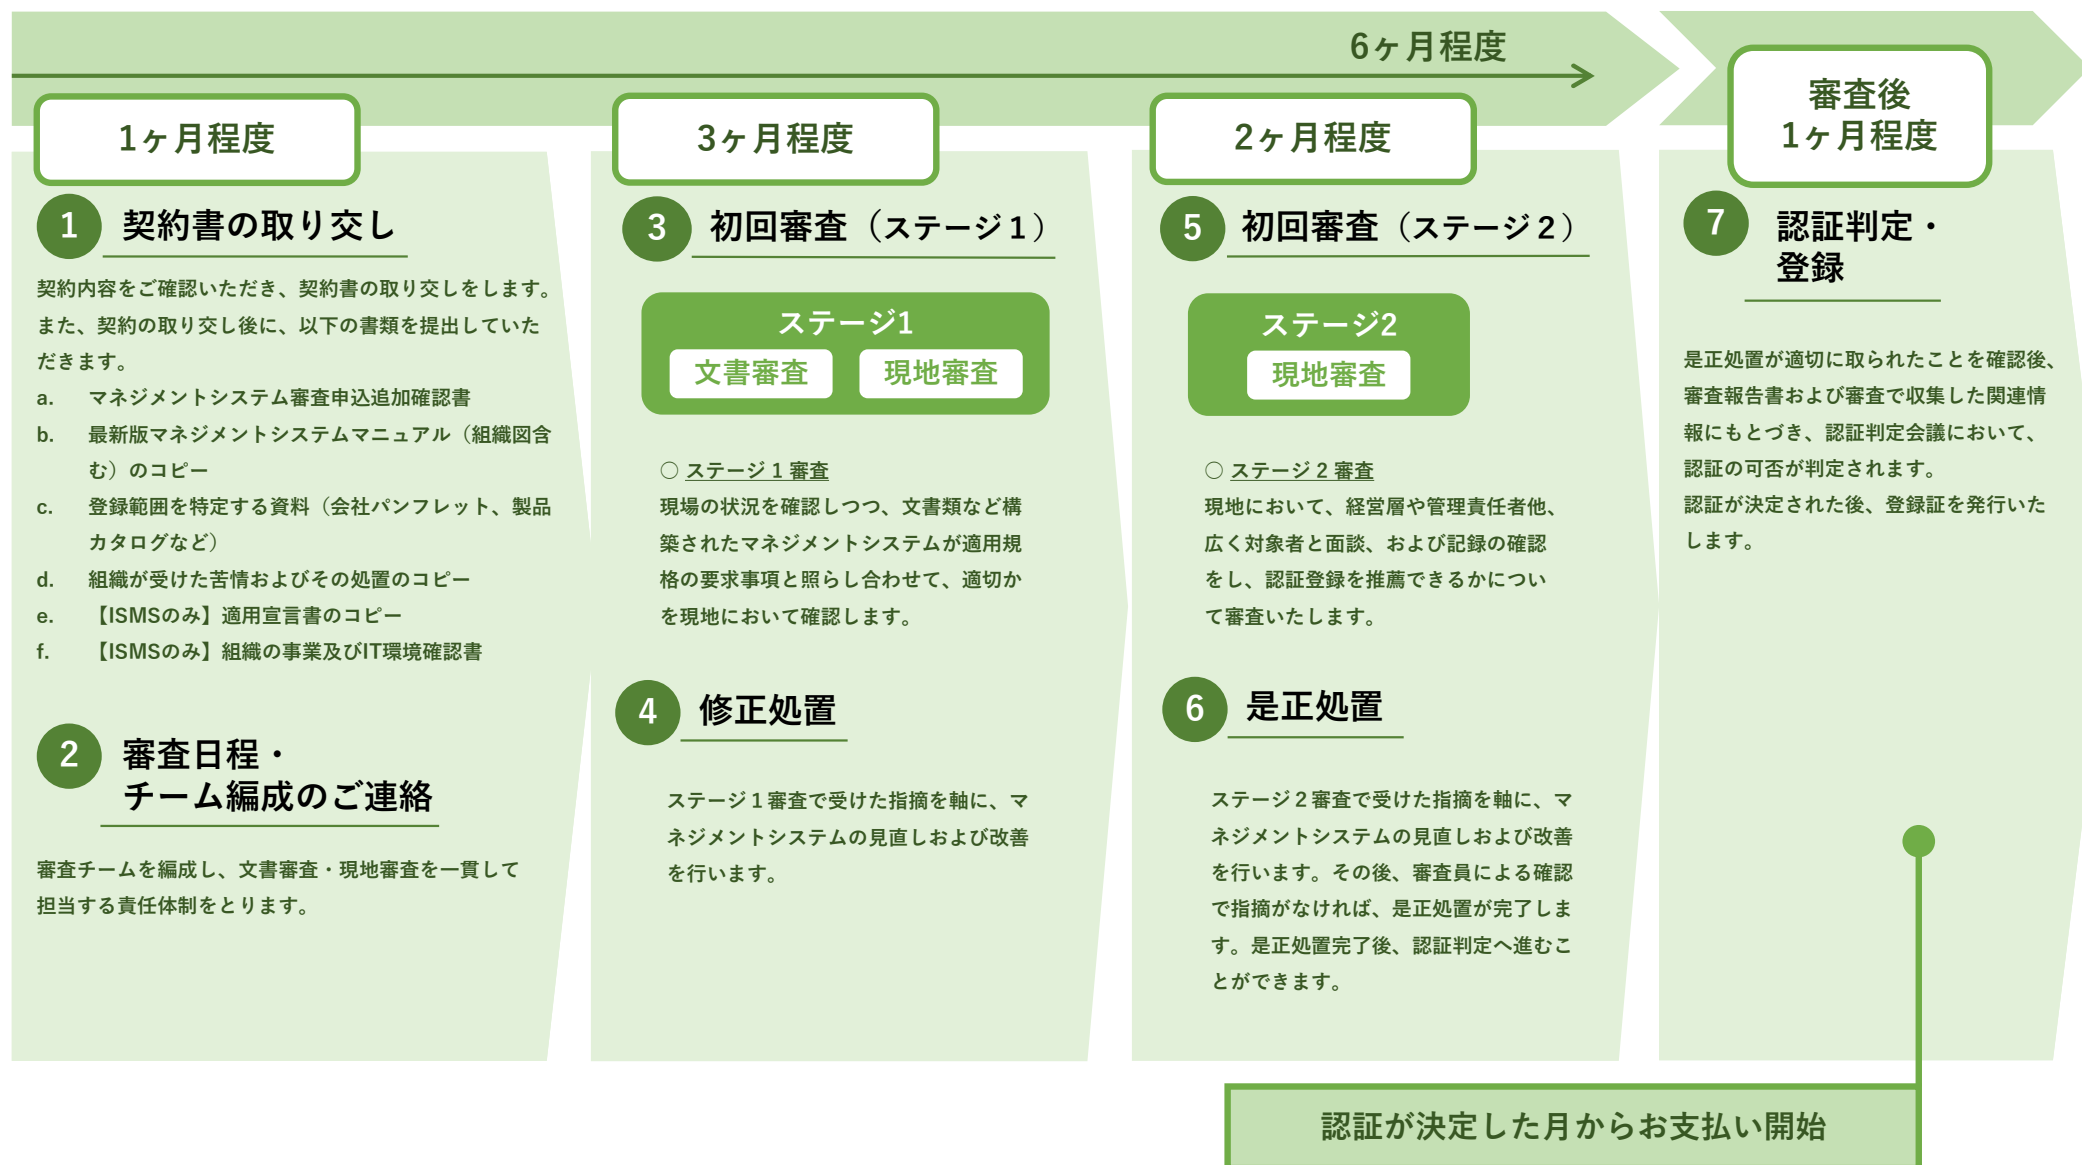 6ヶ月程度
1ヶ月程度
1 契約書の取り交し
契約内容をご確認いただき、契約書の取り交しをします。
また、契約の取り交し後に、以下の書類を提出していた
だきます。
a. マネジメントシステム審査申込追加確認書
b. 最新版マネジメントシステムマニュアル（組織図含
む）のコピー
c. 登録範囲を特定する資料（会社パンフレット、製品
カタログなど）
d. 組織が受けた苦情およびその処置のコピー
e. 【ISMSのみ】適用宣言書のコピー
f. 【ISMSのみ】組織の事業及びIT環境確認書
2 審査日程・
チーム編成のご連絡
審査チームを編成し、文書審査・現地審査を一貫して
担当する責任体制をとります。
3ヶ月程度
3 初回審査（ステージ１）
ステージ1
文書審査 現地審査
○ ステージ１審査
現場の状況を確認しつつ、文書類など構
築されたマネジメントシステムが適用規
格の要求事項と照らし合わせて、適切か
を現地において確認します。
4 修正処置
ステージ１審査で受けた指摘を軸に、マ
ネジメントシステムの見直しおよび改善
を行います。
2ヶ月程度
5 初回審査（ステージ２）
ステージ2
現地審査
○ ステージ２審査
現地において、経営層や管理責任者他、
広く対象者と面談、および記録の確認
をし、認証登録を推薦できるかについ
て審査いたします。
6 是正処置
ステージ２審査で受けた指摘を軸に、マ
ネジメントシステムの見直しおよび改善
を行います。その後、審査員による確認
で指摘がなければ、是正処置が完了しま
す。是正処置完了後、認証判定へ進むこ
とができます。
審査後
1ヶ月程度
7 認証判定・
登録
是正処置が適切に取られたことを確認後、
審査報告書および審査で収集した関連情
報にもとづき、認証判定会議において、
認証の可否が判定されます。
認証が決定された後、登録証を発行いた
します。
認証が決定した月からお支払い開始